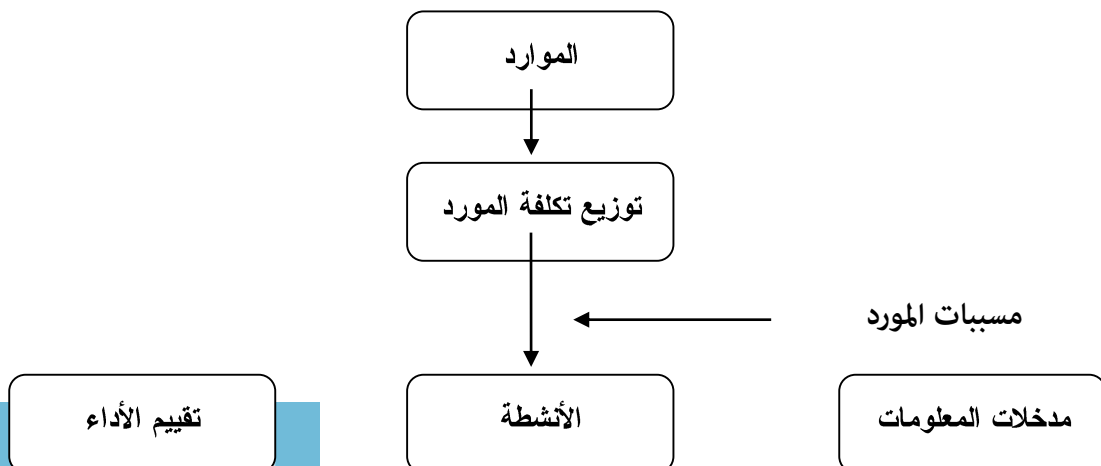 الموارد
توزيع تكلفة المورد
مسببات المورد
مدخلات المعلومات
الأنشطة
تقييم الأداء